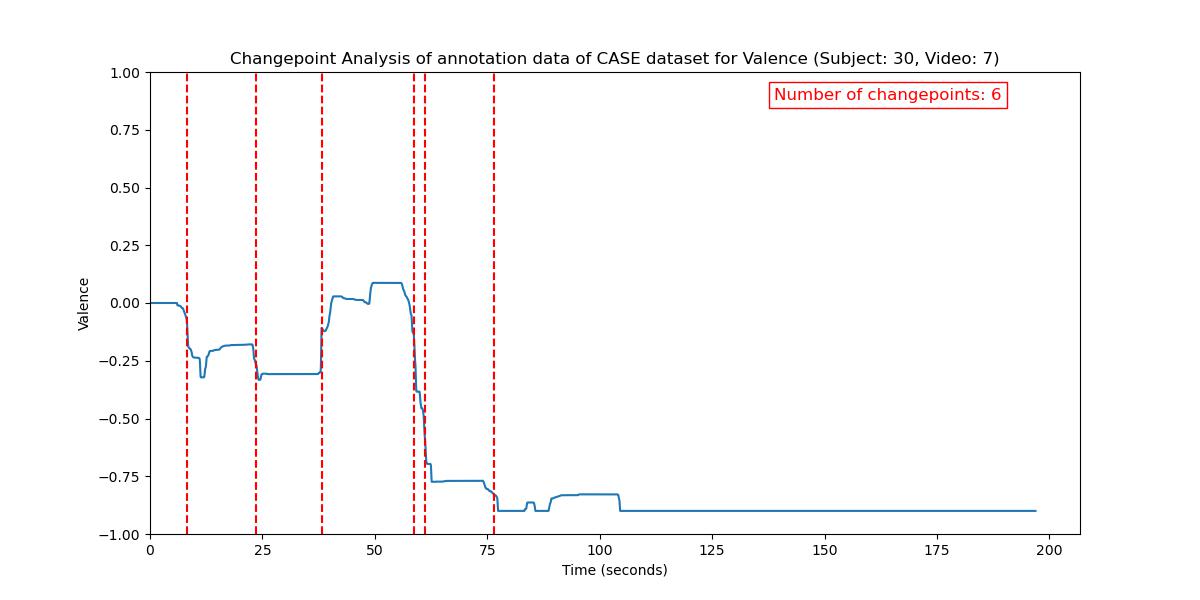 Changepoint Analysis of annotation data of CASE dataset for Valence (Subject: 30, Video: 7)
Number of changepoints: 6
Valence
1.00
0.75
0.50
0.25
0.00
−0.25
−0.50
−0.75
−1.00
0 25 50 75 100 125 150 175 200
Time (seconds)